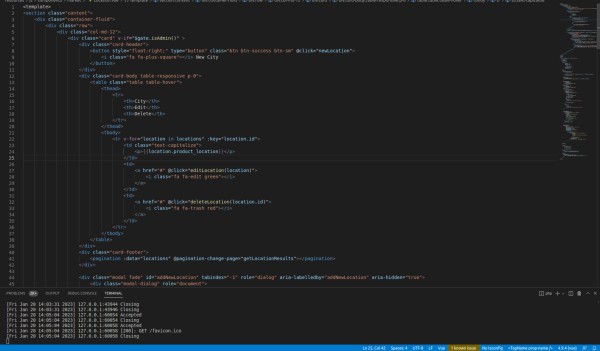 <template>
<section class="content">
<div class="container-fluid">
<div class="row">
<div class="col-md-12">
<div class="card" v-if="$gate.isAdmin()" >
<div class="card-header">
<button style="float:right;" type="button" class="btn btn-success btn-sm" @click="newLocation">
<i class="fa fa-plus-square"></i> New City
</button>
</div>
<div class="card-body table-responsive p-0">
<table class="table table-hover">
<thead>
<tr>
<th>City</th>
<th>Edit</th>
<th>Delete</th>
</tr>
</thead>
<tbody>
<tr v-for="location in locations" :key="location.id">
<td class="text-capitalize">
<p>{{location.product_location}}</p>
</td>
<td>
<a href="#" @click="editLocation(location)">
<i class="fa fa-edit green"></i>
</a>
</td>
<td>
<a href="#" @click="deleteLocation(location.id)">
<i class="fa fa-trash red"></i>
</a>
</td>
</tr>
</tbody>
</table>
</div>
<div class="card-footer">
<pagination :data="locations" @pagination-change-page="getLocationResults"></pagination>
</div>
<div class="modal fade" id="addNewLocation" tabindex="-1" role="dialog" aria-labelledby="addNewLocation" aria-hidden="true">
<div class="modal-dialog" role="document">
PROBLEMS OUTPUT DEBUG CONSOLE TERMINAL php
[Fri Jan 20 14:03:31 2023] 127.0.0.1:43944 Closing
[Fri Jan 20 14:03:31 2023] 127.0.0.1:43946 Closing
[Fri Jan 20 14:05:04 2023] 127.0.0.1:60054 Accepted
[Fri Jan 20 14:05:04 2023] 127.0.0.1:60054 Closing
[Fri Jan 20 14:05:04 2023] 127.0.0.1:60058 Accepted
[Fri Jan 20 14:05:04 2023] 127.0.0.1:60058 [200]: GET /favicon.ico
[Fri Jan 20 14:05:04 2023] 127.0.0.1:60058 Closing
Spaces: 4 UTF-8 LF Vue 1 known issue No tsconfig